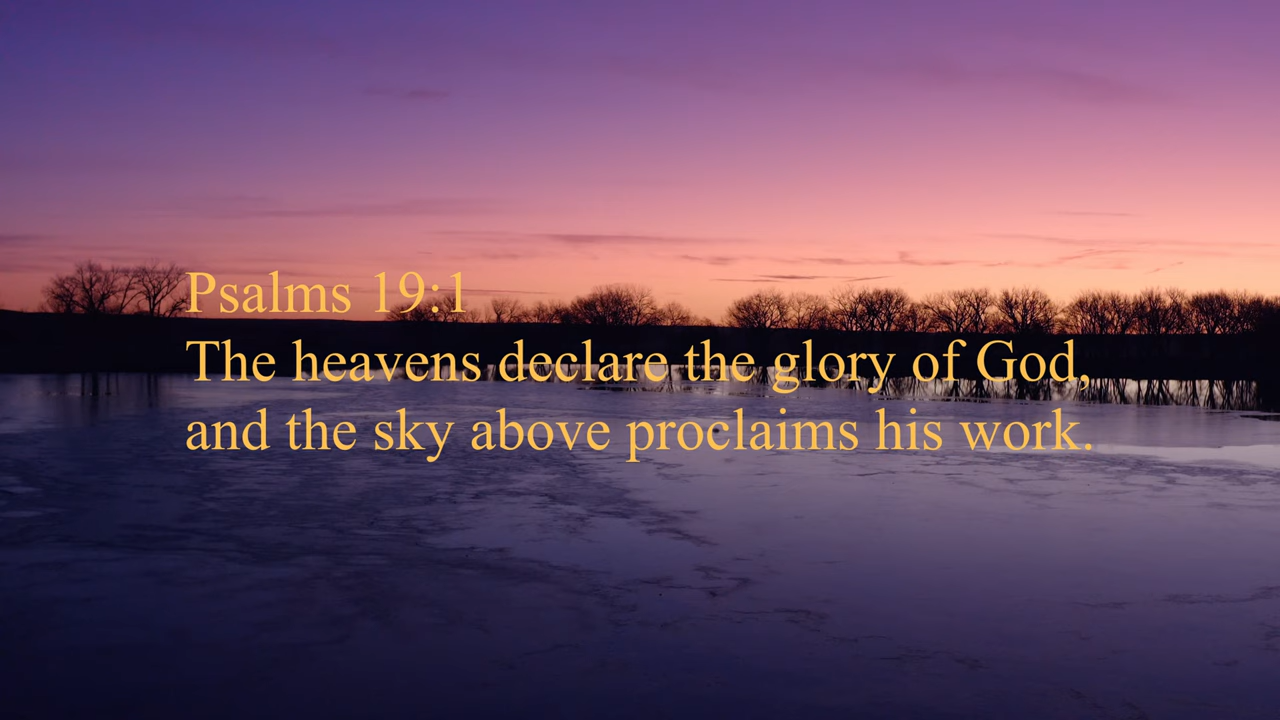 Psalms 19:1
The heavens declare the glory of God,
and the sky above proclaims his work.